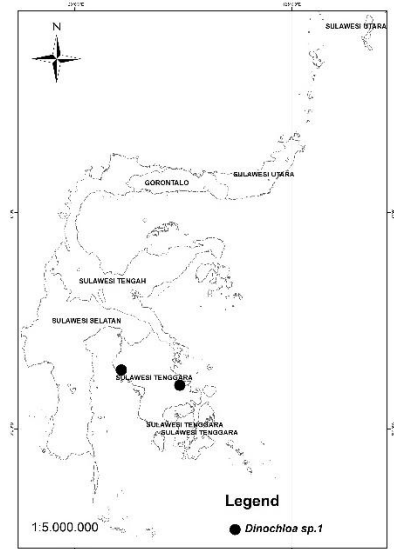 SULAWESI UTARA
N
SULAWESI UTARA
GORONTALO
SULAWESI TENGAH
SULAWESI SELATAN
SULAWESI TENGGARA
SULAWESI TENGGARA
SULAWESI TENGGARA
Legend
1:5.000.000
Dinochloa sp.1